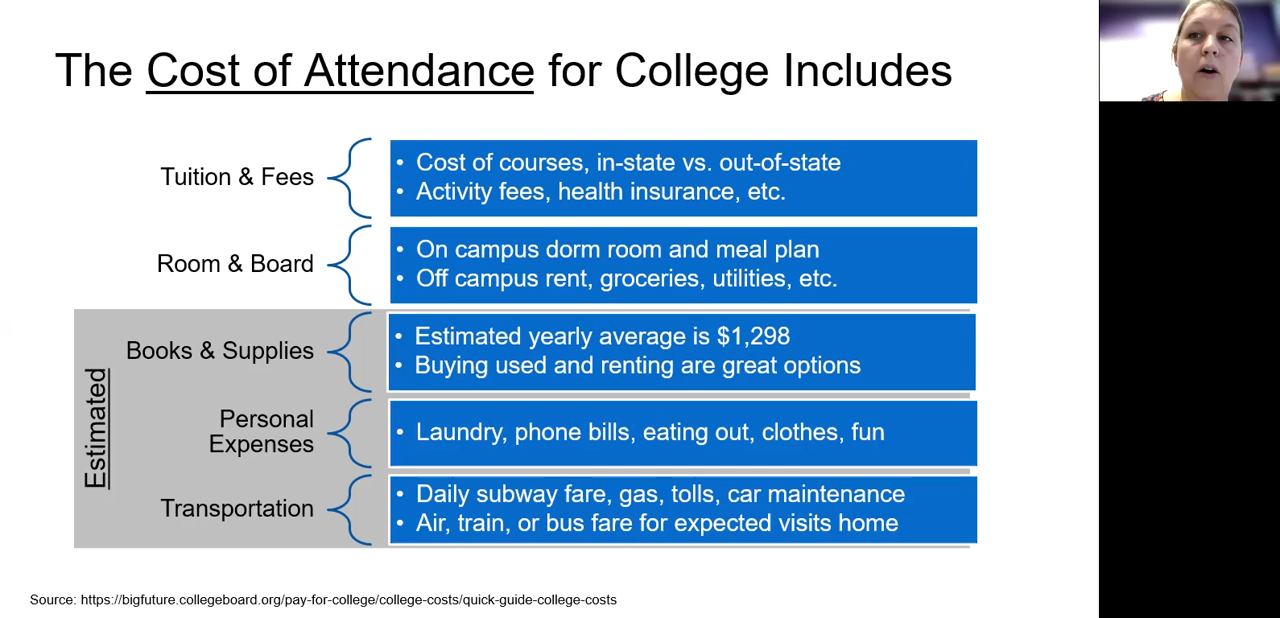 The Cost of Attendance for College Includes
Tuition & Fees
• Cost of courses, in-state vs. out-of-state
• Activity fees, health insurance, etc.
Room & Board
• On campus dorm room and meal plan
• Off campus rent, groceries, utilities, etc.
Estimated
Books & Supplies
• Estimated yearly average is $1,298
• Buying used and renting are great options
Personal
Expenses
• Laundry, phone bills, eating out, clothes, fun
Transportation
• Daily subway fare, gas, tolls, car maintenance
• Air, train, or bus fare for expected visits home
Source: https://bigfuture.collegeboard.org/pay-for-college/college-costs/quick-guide-college-costs